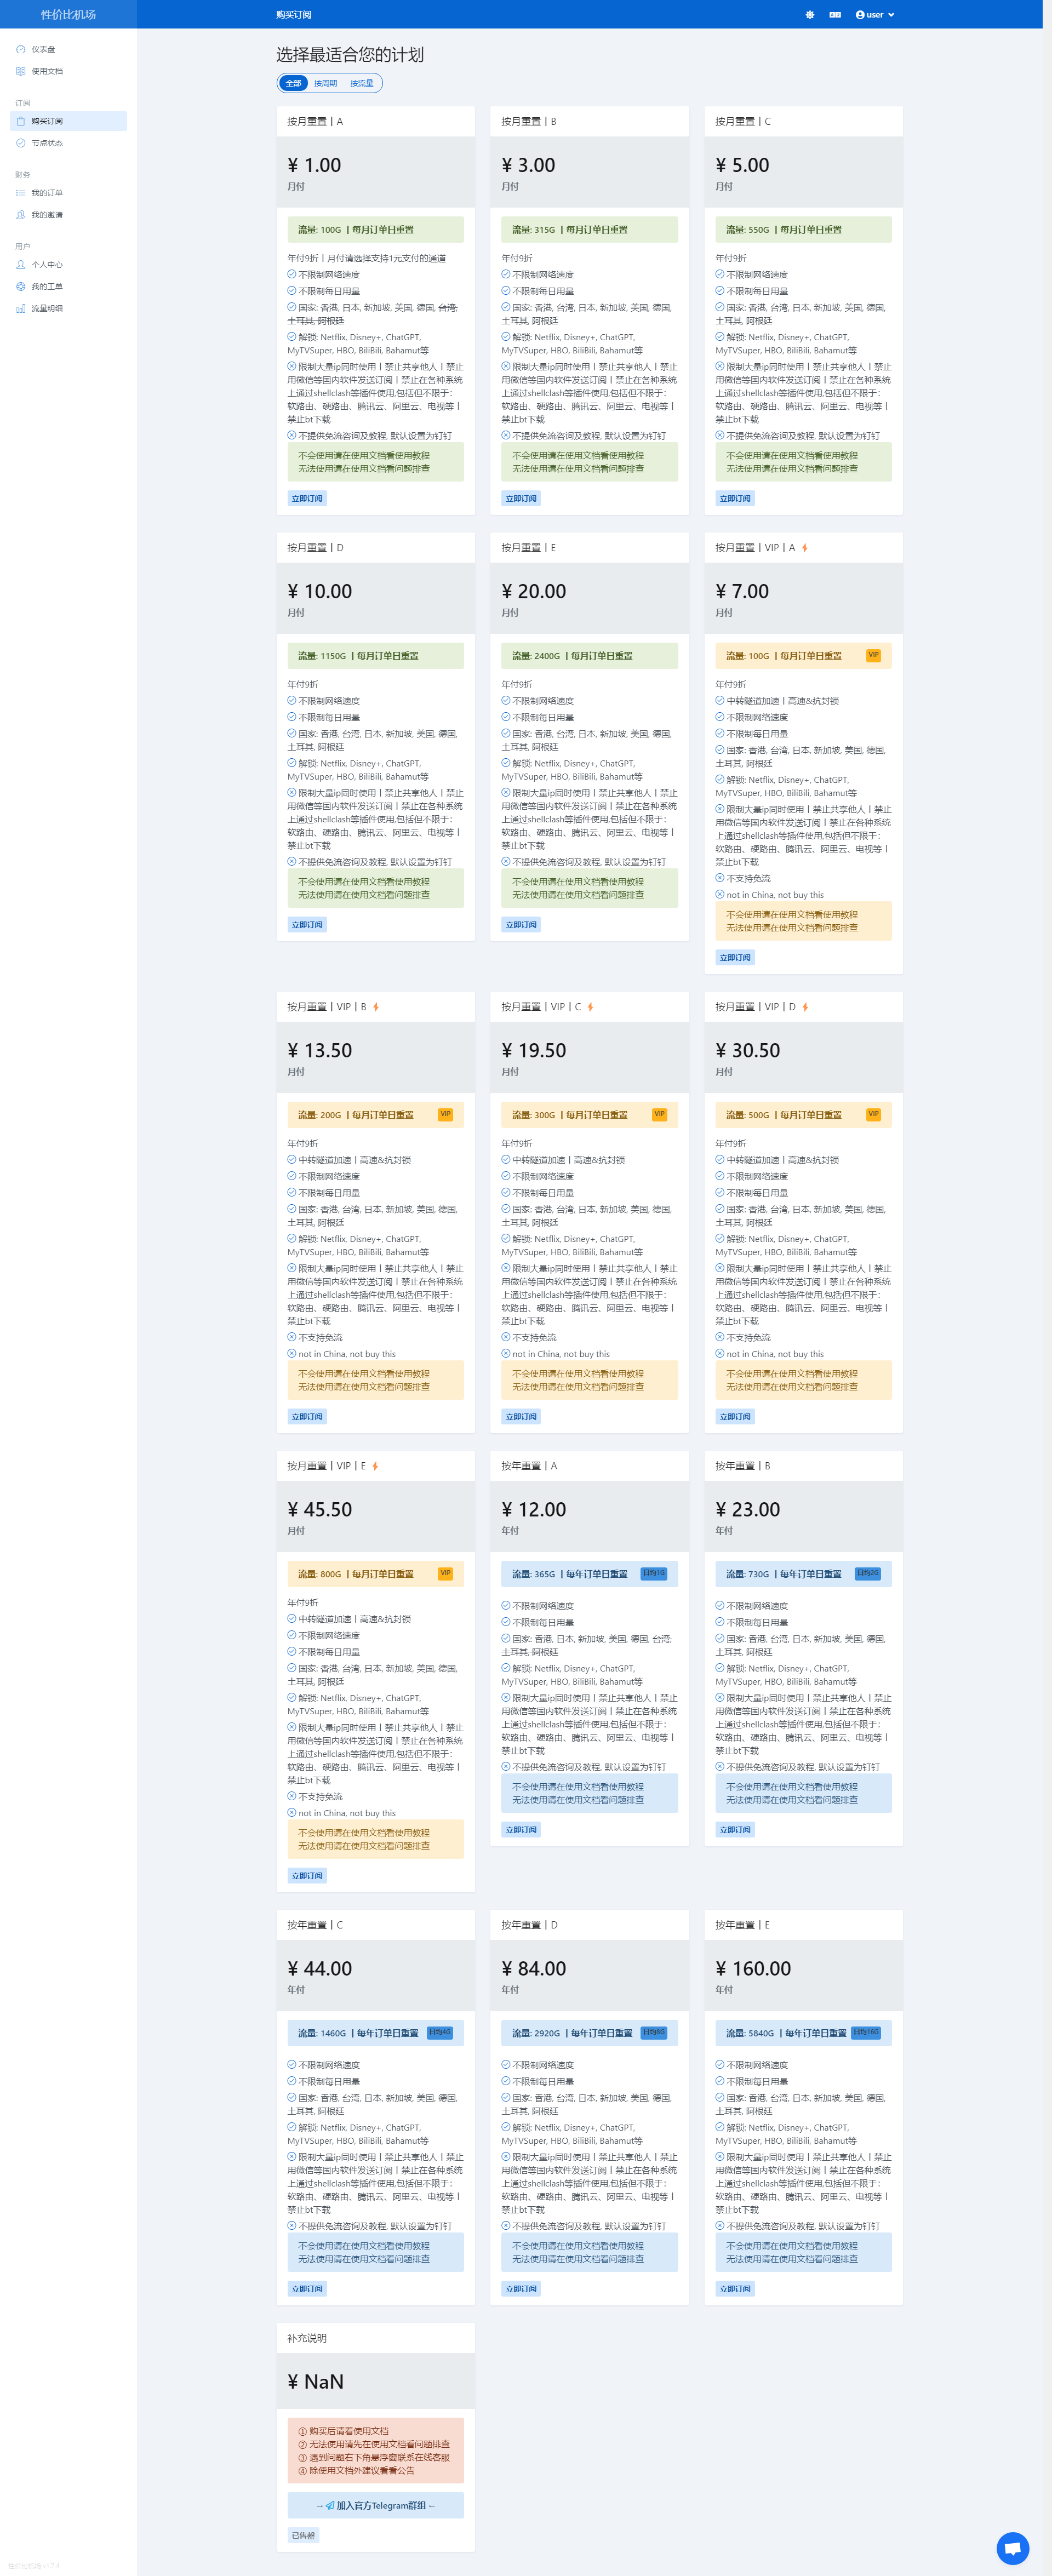 性价比机场
购买订阅
user
仪表盘
使用文档
订阅
购买订阅
节点状态
财务
我的订单
我的邀请
用户
个人中心
我的工单
流量明细
选择最适合您的计划
全部 按周期 按流量
按月重置丨A
¥ 1.00
月付
流量: 100G 丨每月订单日重置
年付9折丨月付请选择支持1元支付的通道
不限制网络速度
不限制每日用量
国家: 香港, 日本, 新加坡, 美国, 德国, 台湾,
土耳其, 阿根廷
解锁: Netflix, Disney+, ChatGPT,
MyTVSuper, HBO, BiliBili, Bahamut等
限制大量ip同时使用丨禁止共享他人丨禁止
用微信等国内软件发送订阅丨禁止在各种系统
上通过shellclash等插件使用,包括但不限于:
软路由、硬路由、腾讯云、阿里云、电视等丨
禁止bt下载
不提供免流咨询及教程, 默认设置为钉钉
不会使用请在使用文档看使用教程
无法使用请在使用文档看问题排查
立即订阅
按月重置丨B
¥ 3.00
月付
流量: 315G 丨每月订单日重置
年付9折
不限制网络速度
不限制每日用量
国家: 香港, 台湾, 日本, 新加坡, 美国, 德国,
土耳其, 阿根廷
解锁: Netflix, Disney+, ChatGPT,
MyTVSuper, HBO, BiliBili, Bahamut等
限制大量ip同时使用丨禁止共享他人丨禁止
用微信等国内软件发送订阅丨禁止在各种系统
上通过shellclash等插件使用,包括但不限于:
软路由、硬路由、腾讯云、阿里云、电视等丨
禁止bt下载
不提供免流咨询及教程, 默认设置为钉钉
不会使用请在使用文档看使用教程
无法使用请在使用文档看问题排查
立即订阅
按月重置丨C
¥ 5.00
月付
流量: 550G 丨每月订单日重置
年付9折
不限制网络速度
不限制每日用量
国家: 香港, 台湾, 日本, 新加坡, 美国, 德国,
土耳其, 阿根廷
解锁: Netflix, Disney+, ChatGPT,
MyTVSuper, HBO, BiliBili, Bahamut等
限制大量ip同时使用丨禁止共享他人丨禁止
用微信等国内软件发送订阅丨禁止在各种系统
上通过shellclash等插件使用,包括但不限于:
软路由、硬路由、腾讯云、阿里云、电视等丨
禁止bt下载
不提供免流咨询及教程, 默认设置为钉钉
不会使用请在使用文档看使用教程
无法使用请在使用文档看问题排查
立即订阅
按月重置丨D
¥ 10.00
月付
流量: 1150G 丨每月订单日重置
年付9折
不限制网络速度
不限制每日用量
国家: 香港, 台湾, 日本, 新加坡, 美国, 德国,
土耳其, 阿根廷
解锁: Netflix, Disney+, ChatGPT,
MyTVSuper, HBO, BiliBili, Bahamut等
限制大量ip同时使用丨禁止共享他人丨禁止
用微信等国内软件发送订阅丨禁止在各种系统
上通过shellclash等插件使用,包括但不限于:
软路由、硬路由、腾讯云、阿里云、电视等丨
禁止bt下载
不提供免流咨询及教程, 默认设置为钉钉
不会使用请在使用文档看使用教程
无法使用请在使用文档看问题排查
立即订阅
按月重置丨E
¥ 20.00
月付
流量: 2400G 丨每月订单日重置
年付9折
不限制网络速度
不限制每日用量
国家: 香港, 台湾, 日本, 新加坡, 美国, 德国,
土耳其, 阿根廷
解锁: Netflix, Disney+, ChatGPT,
MyTVSuper, HBO, BiliBili, Bahamut等
限制大量ip同时使用丨禁止共享他人丨禁止
用微信等国内软件发送订阅丨禁止在各种系统
上通过shellclash等插件使用,包括但不限于:
软路由、硬路由、腾讯云、阿里云、电视等丨
禁止bt下载
不提供免流咨询及教程, 默认设置为钉钉
不会使用请在使用文档看使用教程
无法使用请在使用文档看问题排查
立即订阅
按月重置丨VIP丨A
¥ 7.00
月付
流量: 100G 丨每月订单日重置 VIP
年付9折
中转隧道加速丨高速&抗封锁
不限制网络速度
不限制每日用量
国家: 香港, 台湾, 日本, 新加坡, 美国, 德国,
土耳其, 阿根廷
解锁: Netflix, Disney+, ChatGPT,
MyTVSuper, HBO, BiliBili, Bahamut等
限制大量ip同时使用丨禁止共享他人丨禁止
用微信等国内软件发送订阅丨禁止在各种系统
上通过shellclash等插件使用,包括但不限于:
软路由、硬路由、腾讯云、阿里云、电视等丨
禁止bt下载
不支持免流
not in China, not buy this
不会使用请在使用文档看使用教程
无法使用请在使用文档看问题排查
立即订阅
按月重置丨VIP丨B
¥ 13.50
月付
流量: 200G 丨每月订单日重置 VIP
年付9折
中转隧道加速丨高速&抗封锁
不限制网络速度
不限制每日用量
国家: 香港, 台湾, 日本, 新加坡, 美国, 德国,
土耳其, 阿根廷
解锁: Netflix, Disney+, ChatGPT,
MyTVSuper, HBO, BiliBili, Bahamut等
限制大量ip同时使用丨禁止共享他人丨禁止
用微信等国内软件发送订阅丨禁止在各种系统
上通过shellclash等插件使用,包括但不限于:
软路由、硬路由、腾讯云、阿里云、电视等丨
禁止bt下载
不支持免流
not in China, not buy this
不会使用请在使用文档看使用教程
无法使用请在使用文档看问题排查
立即订阅
按月重置丨VIP丨C
¥ 19.50
月付
流量: 300G 丨每月订单日重置 VIP
年付9折
中转隧道加速丨高速&抗封锁
不限制网络速度
不限制每日用量
国家: 香港, 台湾, 日本, 新加坡, 美国, 德国,
土耳其, 阿根廷
解锁: Netflix, Disney+, ChatGPT,
MyTVSuper, HBO, BiliBili, Bahamut等
限制大量ip同时使用丨禁止共享他人丨禁止
用微信等国内软件发送订阅丨禁止在各种系统
上通过shellclash等插件使用,包括但不限于:
软路由、硬路由、腾讯云、阿里云、电视等丨
禁止bt下载
不支持免流
not in China, not buy this
不会使用请在使用文档看使用教程
无法使用请在使用文档看问题排查
立即订阅
按月重置丨VIP丨D
¥ 30.50
月付
流量: 500G 丨每月订单日重置 VIP
年付9折
中转隧道加速丨高速&抗封锁
不限制网络速度
不限制每日用量
国家: 香港, 台湾, 日本, 新加坡, 美国, 德国,
土耳其, 阿根廷
解锁: Netflix, Disney+, ChatGPT,
MyTVSuper, HBO, BiliBili, Bahamut等
限制大量ip同时使用丨禁止共享他人丨禁止
用微信等国内软件发送订阅丨禁止在各种系统
上通过shellclash等插件使用,包括但不限于:
软路由、硬路由、腾讯云、阿里云、电视等丨
禁止bt下载
不支持免流
not in China, not buy this
不会使用请在使用文档看使用教程
无法使用请在使用文档看问题排查
立即订阅
按月重置丨VIP丨E
¥ 45.50
月付
流量: 800G 丨每月订单日重置 VIP
年付9折
中转隧道加速丨高速&抗封锁
不限制网络速度
不限制每日用量
国家: 香港, 台湾, 日本, 新加坡, 美国, 德国,
土耳其, 阿根廷
解锁: Netflix, Disney+, ChatGPT,
MyTVSuper, HBO, BiliBili, Bahamut等
限制大量ip同时使用丨禁止共享他人丨禁止
用微信等国内软件发送订阅丨禁止在各种系统
上通过shellclash等插件使用,包括但不限于:
软路由、硬路由、腾讯云、阿里云、电视等丨
禁止bt下载
不支持免流
not in China, not buy this
不会使用请在使用文档看使用教程
无法使用请在使用文档看问题排查
立即订阅
按年重置丨A
¥ 12.00
年付
流量: 365G 丨每年订单日重置 日均1G
不限制网络速度
不限制每日用量
国家: 香港, 日本, 新加坡, 美国, 德国, 台湾,
土耳其, 阿根廷
解锁: Netflix, Disney+, ChatGPT,
MyTVSuper, HBO, BiliBili, Bahamut等
限制大量ip同时使用丨禁止共享他人丨禁止
用微信等国内软件发送订阅丨禁止在各种系统
上通过shellclash等插件使用,包括但不限于:
软路由、硬路由、腾讯云、阿里云、电视等丨
禁止bt下载
不提供免流咨询及教程, 默认设置为钉钉
不会使用请在使用文档看使用教程
无法使用请在使用文档看问题排查
立即订阅
按年重置丨B
¥ 23.00
年付
流量: 730G 丨每年订单日重置 日均2G
不限制网络速度
不限制每日用量
国家: 香港, 台湾, 日本, 新加坡, 美国, 德国,
土耳其, 阿根廷
解锁: Netflix, Disney+, ChatGPT,
MyTVSuper, HBO, BiliBili, Bahamut等
限制大量ip同时使用丨禁止共享他人丨禁止
用微信等国内软件发送订阅丨禁止在各种系统
上通过shellclash等插件使用,包括但不限于:
软路由、硬路由、腾讯云、阿里云、电视等丨
禁止bt下载
不提供免流咨询及教程, 默认设置为钉钉
不会使用请在使用文档看使用教程
无法使用请在使用文档看问题排查
立即订阅
按年重置丨C
¥ 44.00
年付
流量: 1460G 丨每年订单日重置 日均4G
不限制网络速度
不限制每日用量
国家: 香港, 台湾, 日本, 新加坡, 美国, 德国,
土耳其, 阿根廷
解锁: Netflix, Disney+, ChatGPT,
MyTVSuper, HBO, BiliBili, Bahamut等
限制大量ip同时使用丨禁止共享他人丨禁止
用微信等国内软件发送订阅丨禁止在各种系统
上通过shellclash等插件使用,包括但不限于:
软路由、硬路由、腾讯云、阿里云、电视等丨
禁止bt下载
不提供免流咨询及教程, 默认设置为钉钉
不会使用请在使用文档看使用教程
无法使用请在使用文档看问题排查
立即订阅
按年重置丨D
¥ 84.00
年付
流量: 2920G 丨每年订单日重置 日均8G
不限制网络速度
不限制每日用量
国家: 香港, 台湾, 日本, 新加坡, 美国, 德国,
土耳其, 阿根廷
解锁: Netflix, Disney+, ChatGPT,
MyTVSuper, HBO, BiliBili, Bahamut等
限制大量ip同时使用丨禁止共享他人丨禁止
用微信等国内软件发送订阅丨禁止在各种系统
上通过shellclash等插件使用,包括但不限于:
软路由、硬路由、腾讯云、阿里云、电视等丨
禁止bt下载
不提供免流咨询及教程, 默认设置为钉钉
不会使用请在使用文档看使用教程
无法使用请在使用文档看问题排查
立即订阅
按年重置丨E
¥ 160.00
年付
流量: 5840G 丨每年订单日重置 日均16G
不限制网络速度
不限制每日用量
国家: 香港, 台湾, 日本, 新加坡, 美国, 德国,
土耳其, 阿根廷
解锁: Netflix, Disney+, ChatGPT,
MyTVSuper, HBO, BiliBili, Bahamut等
限制大量ip同时使用丨禁止共享他人丨禁止
用微信等国内软件发送订阅丨禁止在各种系统
上通过shellclash等插件使用,包括但不限于:
软路由、硬路由、腾讯云、阿里云、电视等丨
禁止bt下载
不提供免流咨询及教程, 默认设置为钉钉
不会使用请在使用文档看使用教程
无法使用请在使用文档看问题排查
立即订阅
补充说明
¥ NaN
① 购买后请看使用文档
② 无法使用请先在使用文档看问题排查
③ 遇到问题右下角悬浮窗联系在线客服
④ 除使用文档外建议看看公告
→ 加入官方Telegram群组 ←
已售罄
性价比机场 v1.7.4